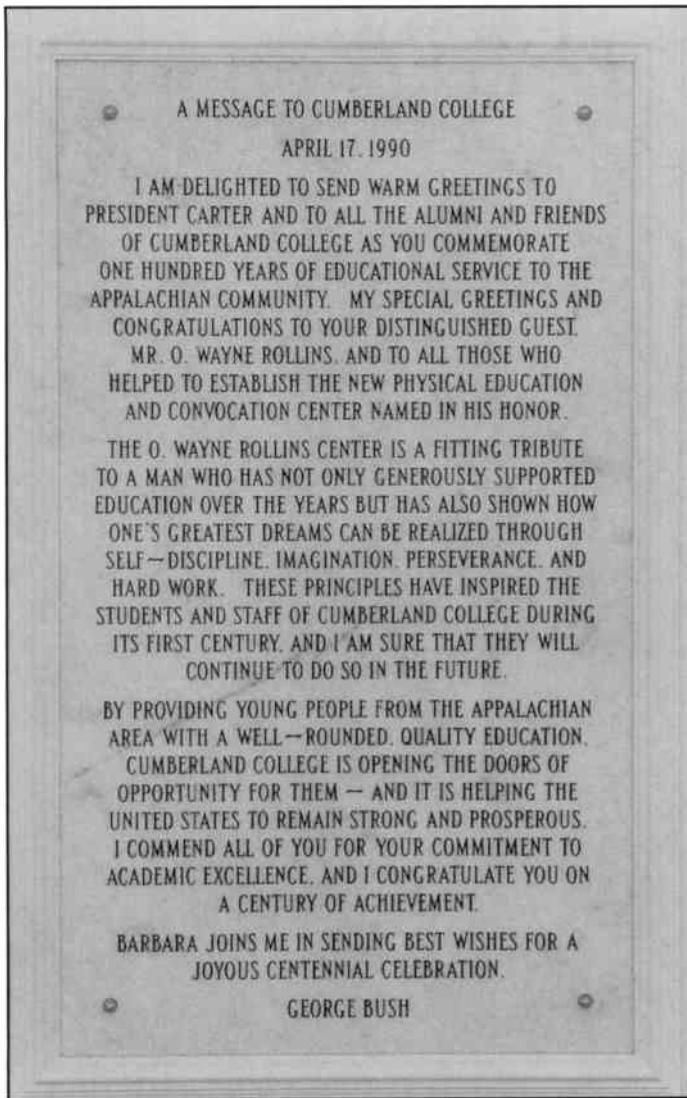 A MESSAGE TO CUMBERLAND COLLEGE
APRIL 17, 1990
I AM DELIGHTED TO SEND WARM GREETINGS TO
PRESIDENT CARTER AND TO ALL THE ALUMNI AND FRIENDS
OF CUMBERLAND COLLEGE AS YOU COMMEMORATE
ONE HUNDRED YEARS OF EDUCATIONAL SERVICE TO THE
APPALACHIAN COMMUNITY. MY SPECIAL GREETINGS AND
CONGRATULATIONS TO YOUR DISTINGUISHED GUEST,
MR. O. WAYNE ROLLINS, AND TO ALL THOSE WHO
HELPED TO ESTABLISH THE NEW PHYSICAL EDUCATION
AND CONVOCATION CENTER NAMED IN HIS HONOR.
THE O. WAYNE ROLLINS CENTER IS A FITTING TRIBUTE
TO A MAN WHO HAS NOT ONLY GENEROUSLY SUPPORTED
EDUCATION OVER THE YEARS BUT HAS ALSO SHOWN HOW
ONE'S GREATEST DREAMS CAN BE REALIZED THROUGH
SELF—DISCIPLINE, IMAGINATION, PERSEVERANCE, AND
HARD WORK. THESE PRINCIPLES HAVE INSPIRED THE
STUDENTS AND STAFF OF CUMBERLAND COLLEGE DURING
ITS FIRST CENTURY, AND I AM SURE THAT THEY WILL
CONTINUE TO DO SO IN THE FUTURE.
BY PROVIDING YOUNG PEOPLE FROM THE APPALACHIAN
AREA WITH A WELL—ROUNDED, QUALITY EDUCATION,
CUMBERLAND COLLEGE IS OPENING THE DOORS OF
OPPORTUNITY FOR THEM — AND IT IS HELPING THE
UNITED STATES TO REMAIN STRONG AND PROSPEROUS.
I COMMEND ALL OF YOU FOR YOUR COMMITMENT TO
ACADEMIC EXCELLENCE, AND I CONGRATULATE YOU ON
A CENTURY OF ACHIEVEMENT.
BARBARA JOINS ME IN SENDING BEST WISHES FOR A
JOYOUS CENTENNIAL CELEBRATION.
GEORGE BUSH